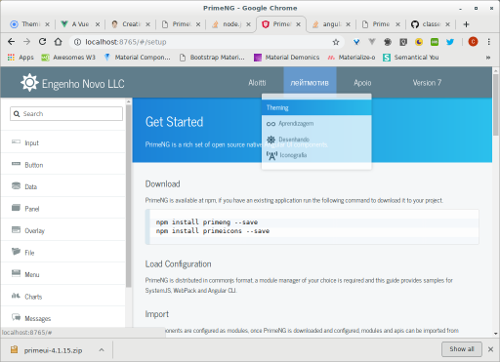 PrimeNG - Google Chrome
Themi
A Vue
Creati
Prime
node.j
Prime
angul
Prime
classe
localhost:8765/#/setup
Apps
Awesomes W3
Material Compon...
Bootstrap Materi...
Material Demonics
Materialize-o
Semantical You
Engenho Novo LLC
Aloitti
лейтмотив
Apoio
Version 7
Search
Theming
Aprendizagem
Desenhando
Iconografia
Get Started
PrimeNG is a rich set of open source native
Input
Button
Data
Panel
Overlay
File
Menu
Charts
Messages
Download
PrimeNG is available at npm, if you have an existing application run the following command to download it to your project.
npm install primeng --save
npm install primeicons --save
Load Configuration
PrimeNG is distributed in commonjs format, a module manager of your choice is required and this guide provides samples for
SystemJS, WebPack and Angular CLI.
Import
onents are configured as modules, once PrimeNG is downloaded and configured, modules and apis can be imported from
localhost:8765/#
primeui-4.1.15.zip
Show all